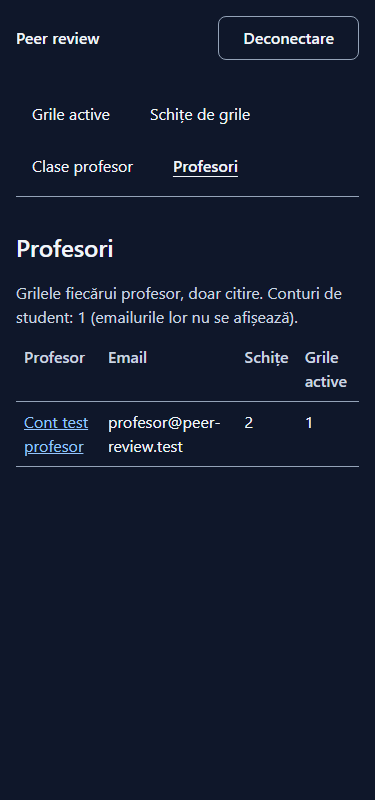 Peer review
Deconectare
Grile active
Schițe de grile
Clase profesor
Profesori
Profesori
Grilele fiecărui profesor, doar citire. Conturi de
student: 1 (emailurile lor nu se afișează).
Profesor Email Schițe Grile
active
Cont test profesor@peer- 2 1
profesor review.test